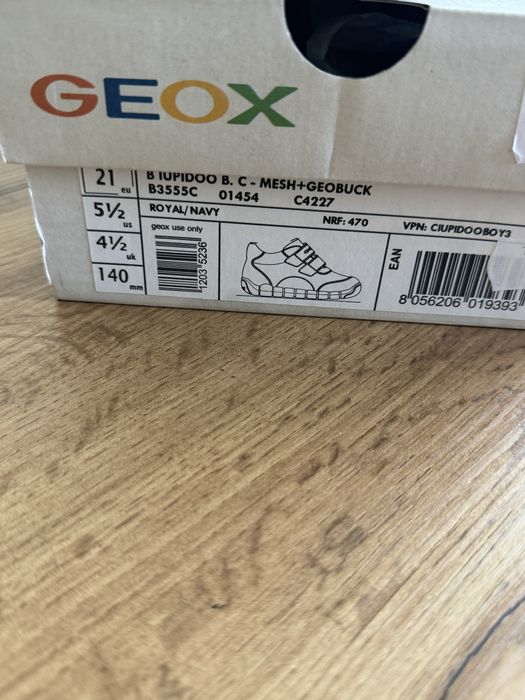 GEOX
21 eu
B IUPIDOO B. C - MESH+GEOBUCK
B3555C 01454 C4227
5½ us
ROYAL/NAVY
NRF: 470 VPN: CIUPIDOOBOY3
4½ uk
geox use only
1203 5236
EAN
140 mm
8 056206 019393